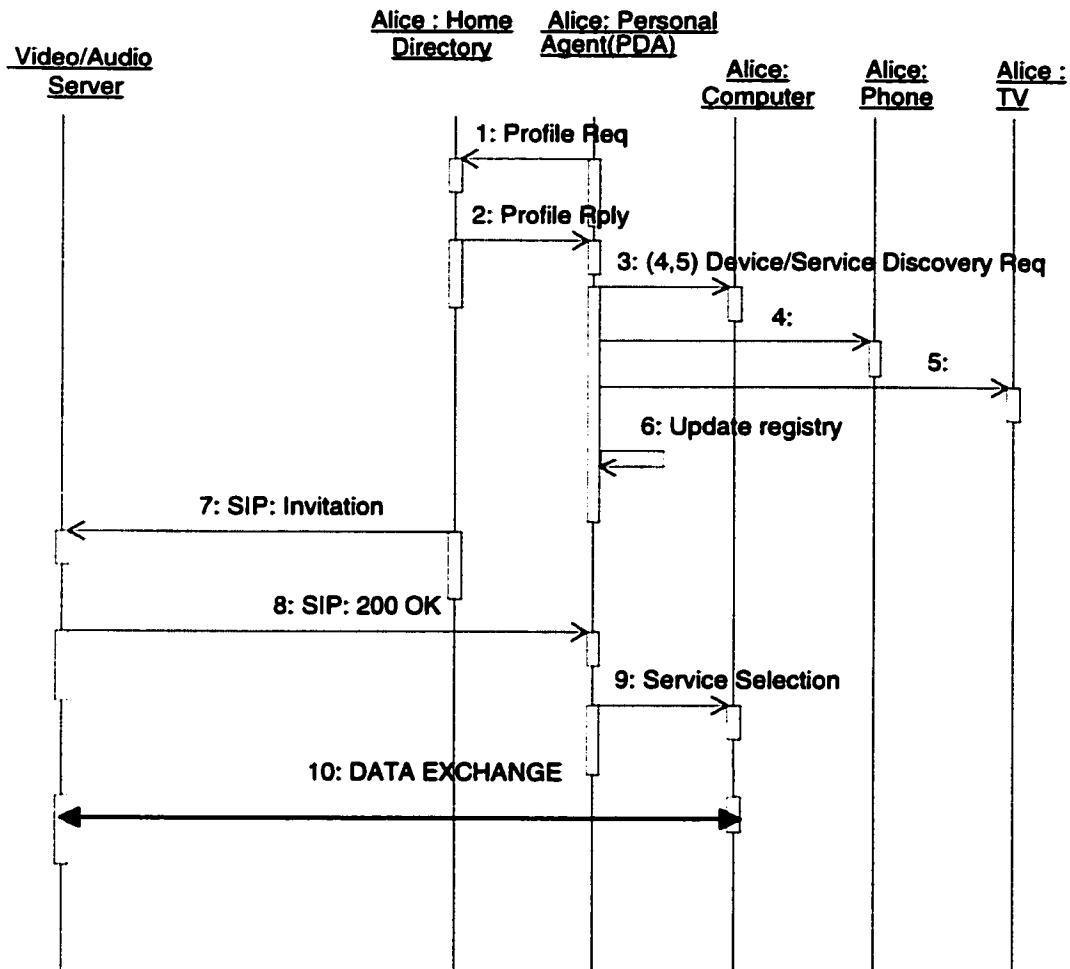 Alice : Home
Directory
Alice: Personal
Agent(PDA)
Video/Audio
Server
Alice:
Computer
Alice:
Phone
Alice :
TV
1: Profile Req
2: Profile Rply
3: (4,5) Device/Service Discovery Req
4:
5:
6: Update registry
7: SIP: Invitation
8: SIP: 200 OK
9: Service Selection
10: DATA EXCHANGE